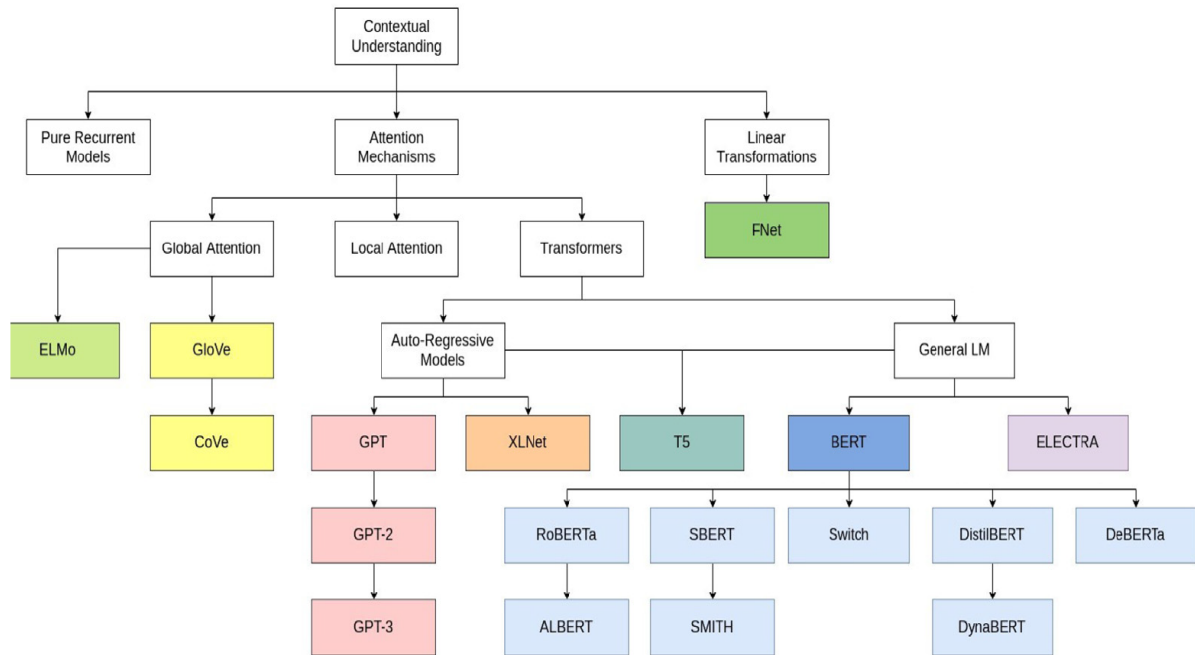 Contextual
Understanding
Pure Recurrent
Models
Attention
Mechanisms
Linear
Transformations
Global Attention
Local Attention
Transformers
FNet
ELMo
GloVe
Auto-Regressive
Models
General LM
CoVe
GPT
XLNet
T5
BERT
ELECTRA
GPT-2
RoBERTa
SBERT
Switch
DistilBERT
DeBERTa
GPT-3
ALBERT
SMITH
DynaBERT